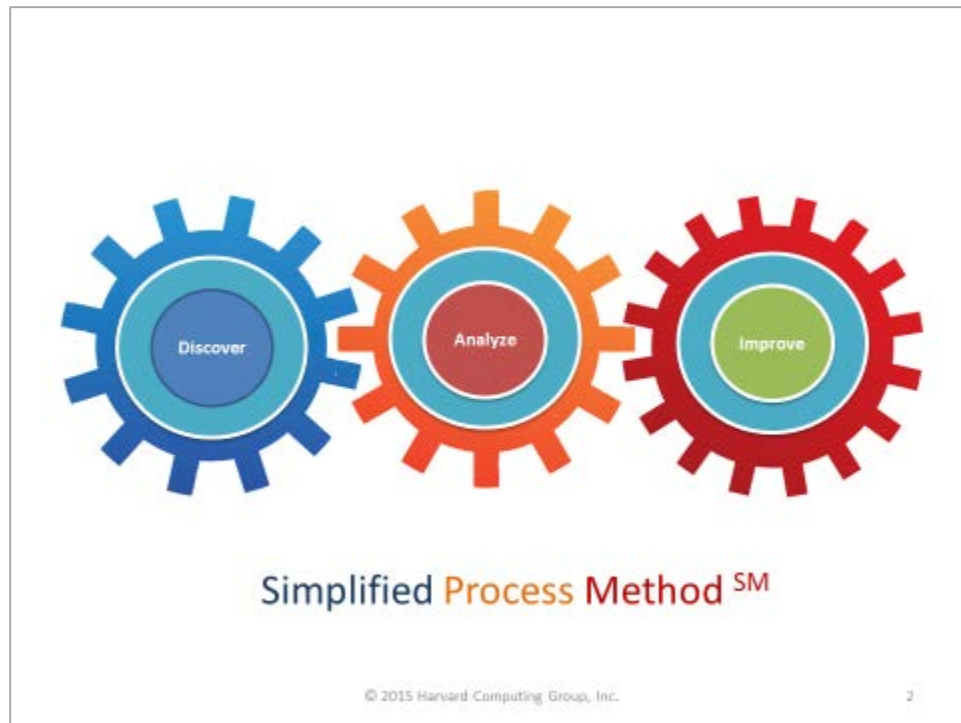 Discover
Analyze
Improve
Simplified Process Method SM
© 2015 Harvard Computing Group, Inc.
2